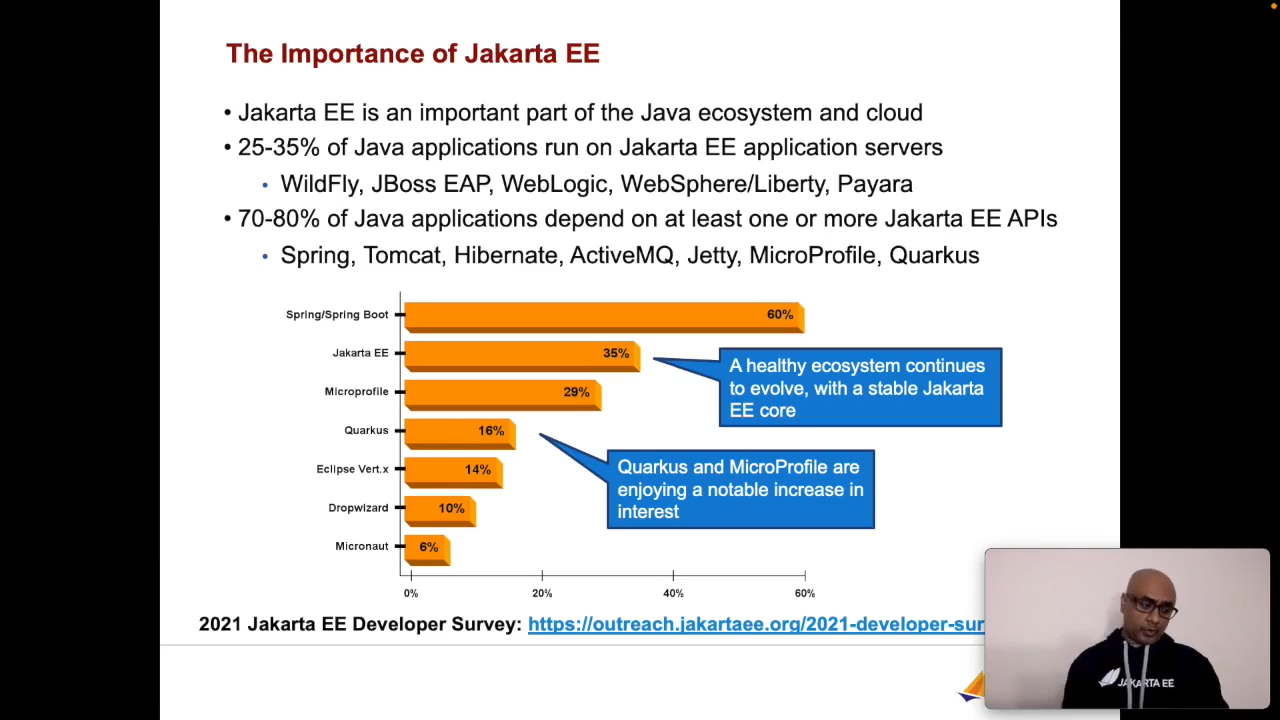 The Importance of Jakarta EE
• Jakarta EE is an important part of the Java ecosystem and cloud
• 25-35% of Java applications run on Jakarta EE application servers
• WildFly, JBoss EAP, WebLogic, WebSphere/Liberty, Payara
• 70-80% of Java applications depend on at least one or more Jakarta EE APIs
• Spring, Tomcat, Hibernate, ActiveMQ, Jetty, MicroProfile, Quarkus
Spring/Spring Boot 60%
Jakarta EE 35%
Microprofile 29%
Quarkus 16%
Eclipse Vert.x 14%
Dropwizard 10%
Micronaut 6%
0% 20% 40% 60%
A healthy ecosystem continues
to evolve, with a stable Jakarta
EE core
Quarkus and MicroProfile are
enjoying a notable increase in
interest
2021 Jakarta EE Developer Survey: https://outreach.jakartaee.org/2021-developer-sur
JAKARTA EE